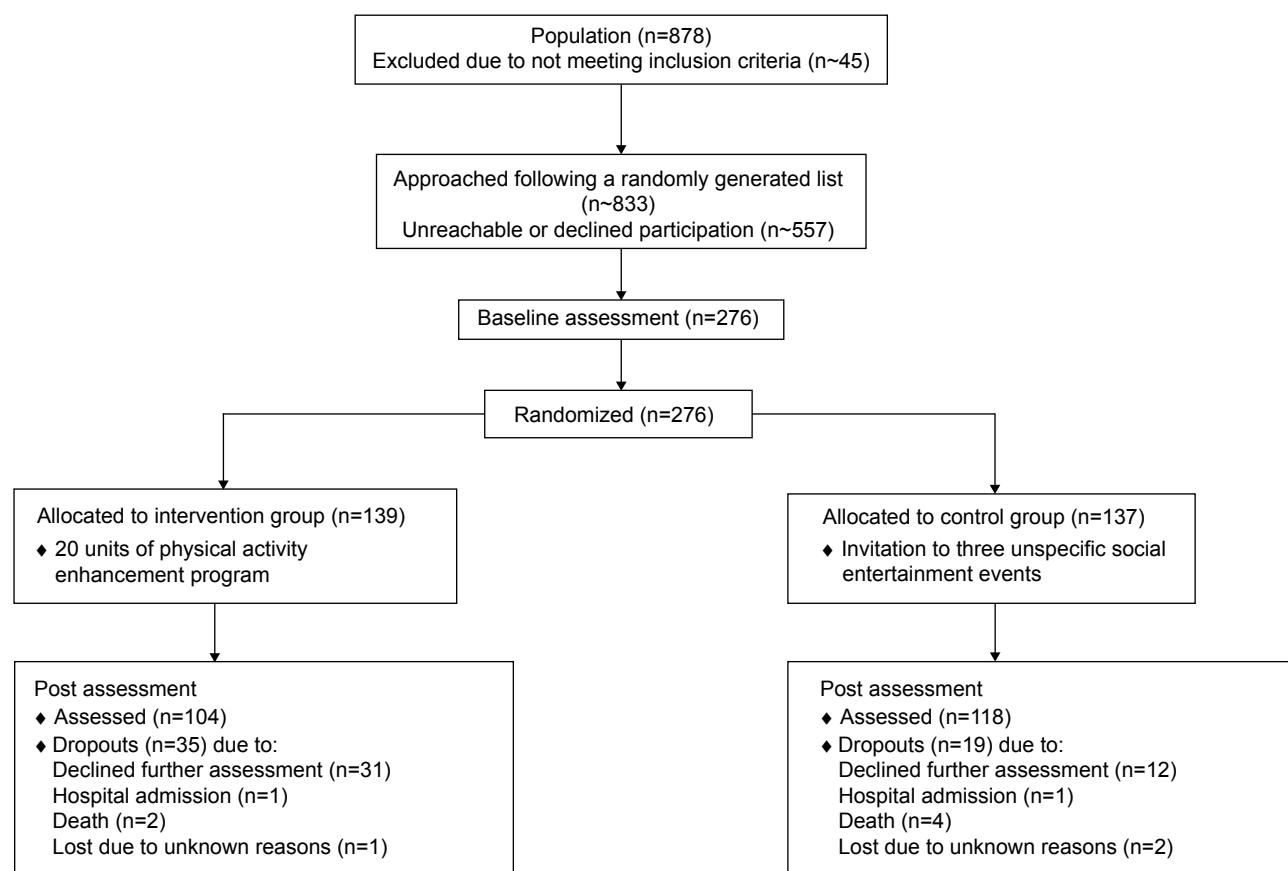 Population (n=878)
Excluded due to not meeting inclusion criteria (n~45)
Approached following a randomly generated list
(n~833)
Unreachable or declined participation (n~557)
Baseline assessment (n=276)
Randomized (n=276)
Allocated to intervention group (n=139)
♦ 20 units of physical activity
enhancement program
Allocated to control group (n=137)
♦ Invitation to three unspecific social
entertainment events
Post assessment
♦ Assessed (n=104)
♦ Dropouts (n=35) due to:
Declined further assessment (n=31)
Hospital admission (n=1)
Death (n=2)
Lost due to unknown reasons (n=1)
Post assessment
♦ Assessed (n=118)
♦ Dropouts (n=19) due to:
Declined further assessment (n=12)
Hospital admission (n=1)
Death (n=4)
Lost due to unknown reasons (n=2)